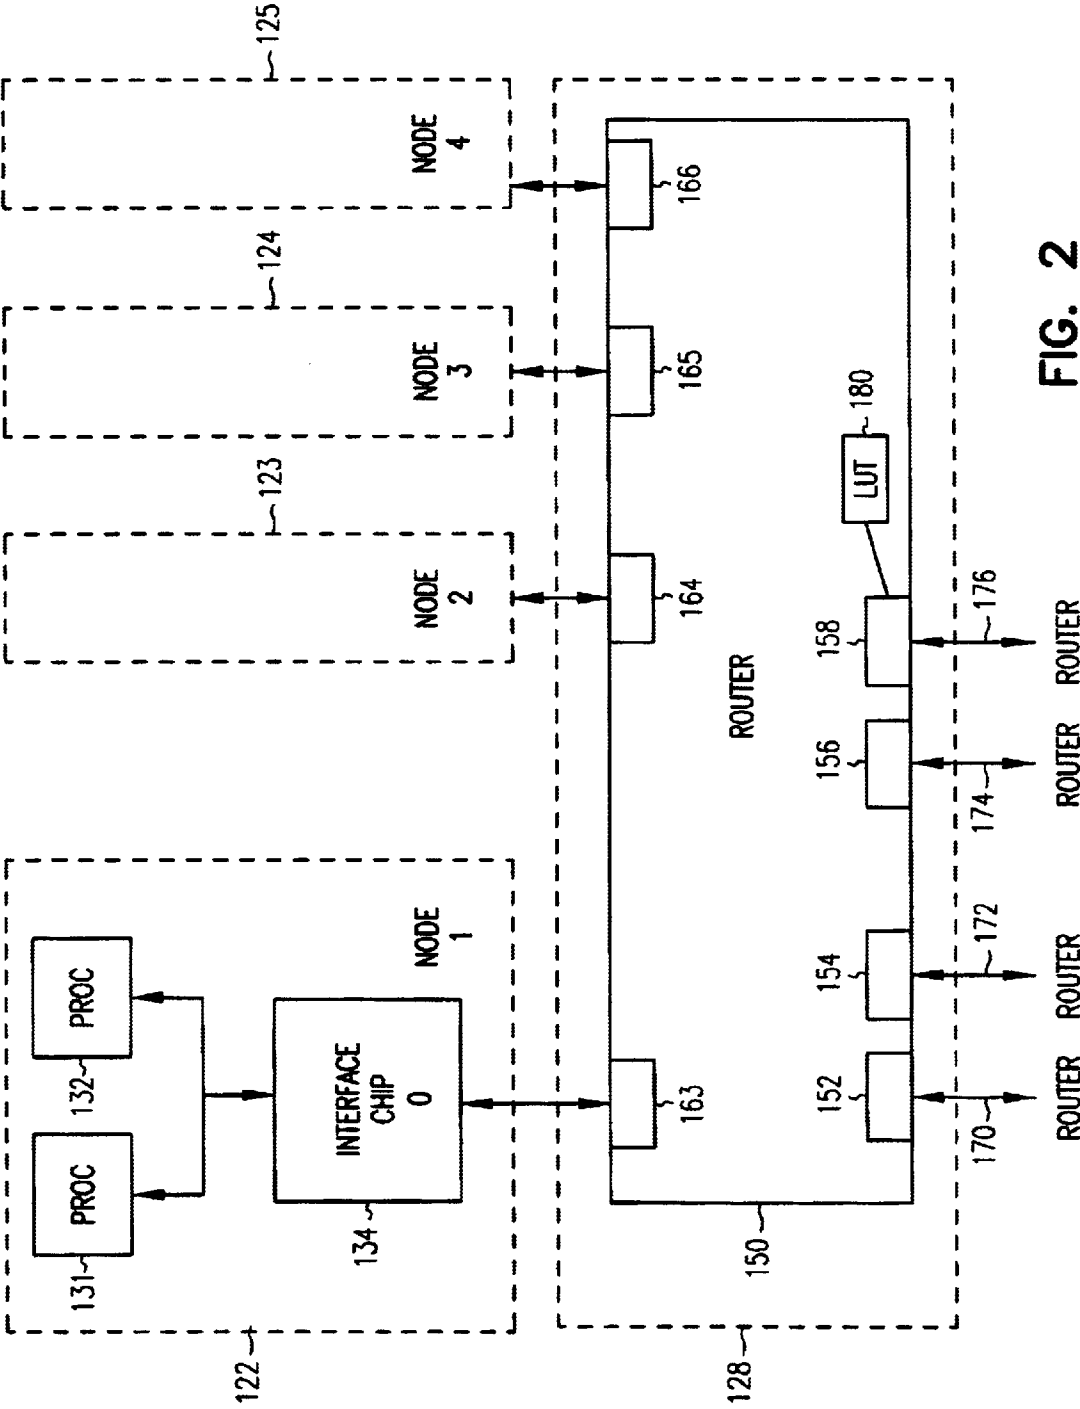 122
131
PROC
132
PROC
134
INTERFACE
CHIP
0
NODE
1
123
NODE
2
124
NODE
3
125
NODE
4
128
150
163
164
165
166
ROUTER
152
154
156
158
LUT
180
170
172
174
176
ROUTER
ROUTER
ROUTER
ROUTER
FIG. 2